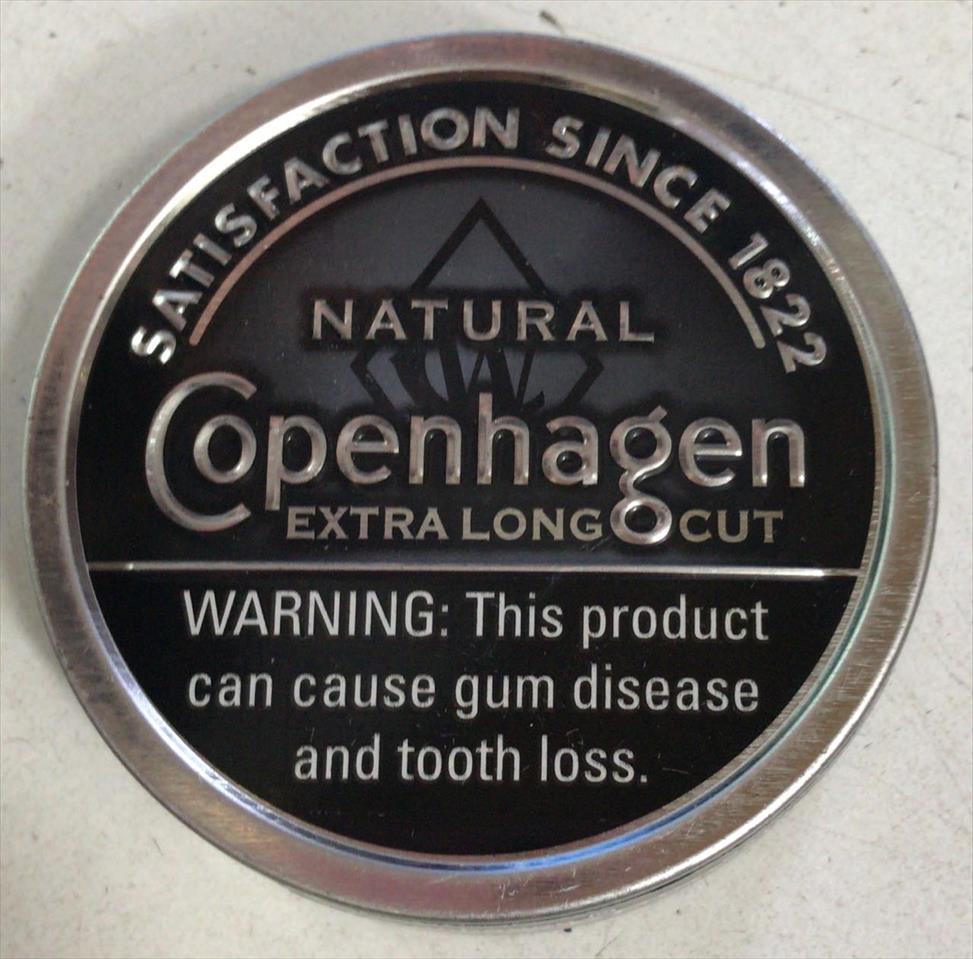 SATISFACTION SINCE 1822
NATURAL
Copenhagen
EXTRA LONG CUT
WARNING: This product
can cause gum disease
and tooth loss.